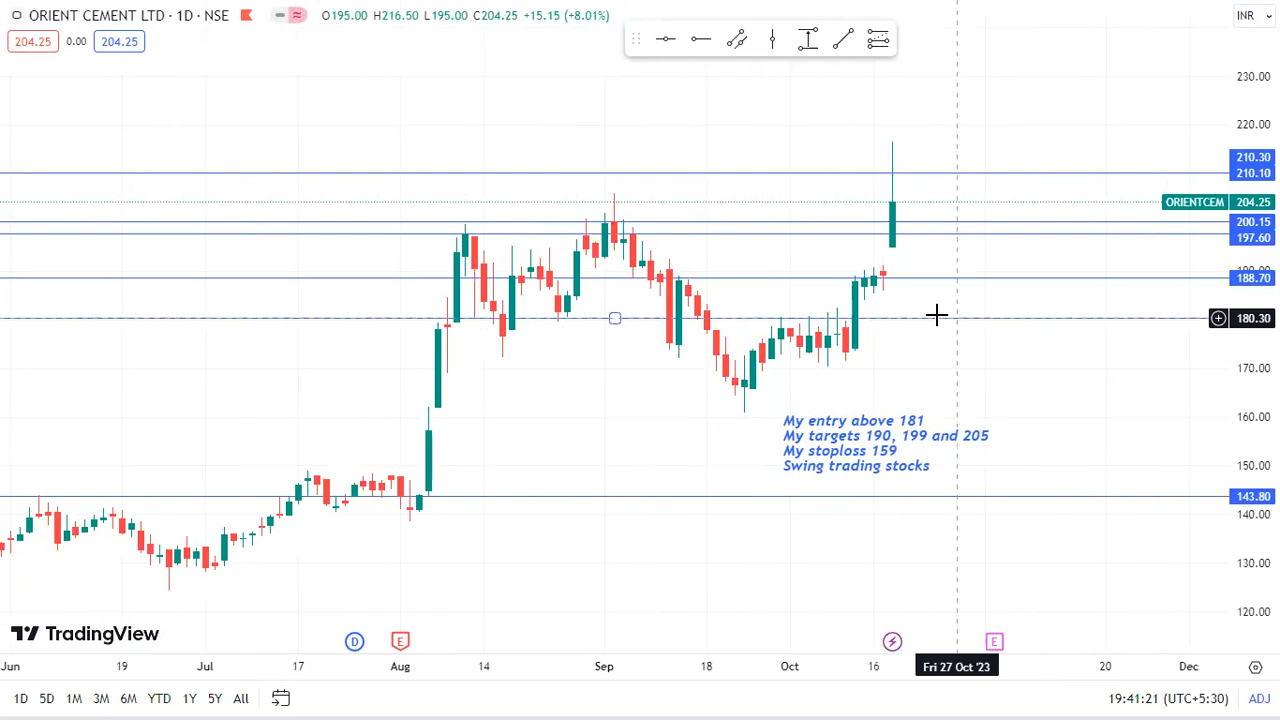 ORIENT CEMENT LTD · 1D · NSE O195.00 H216.50 L195.00 C204.25 +15.15 (+8.01%)
INR
204.25 0.00 204.25
230.00
220.00
210.30
210.10
ORIENTCEM 204.25
200.15
197.60
188.70
180.30
170.00
160.00
My entry above 181
My targets 190, 199 and 205
My stoploss 159
Swing trading stocks
150.00
143.80
140.00
130.00
120.00
TradingView
D E E
Jun 19 Jul 17 Aug 14 Sep 18 Oct 16 Fri 27 Oct '23 20 Dec
1D 5D 1M 3M 6M YTD 1Y 5Y All 19:41:21 (UTC+5:30) ADJ